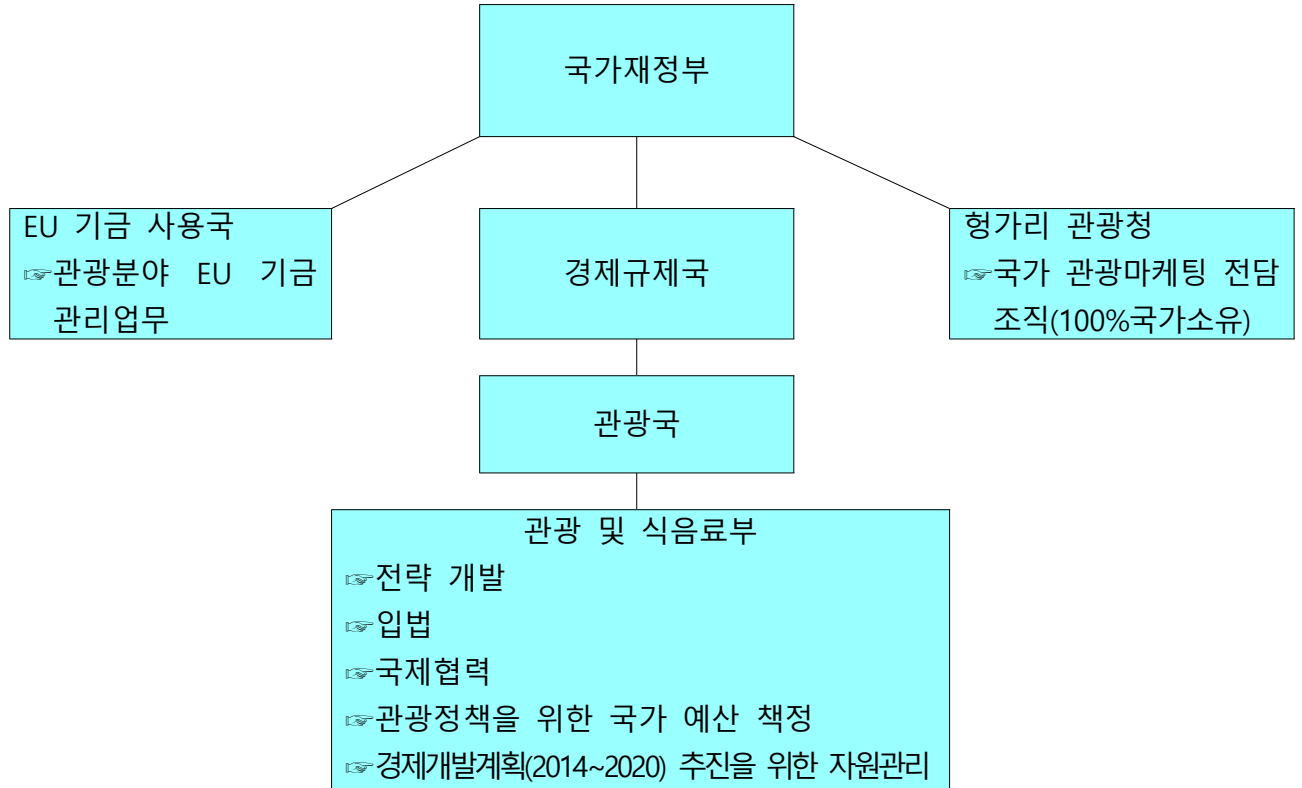 국가재정부
EU 기금 사용국
☞관광분야 EU 기금
관리업무
경제규제국
헝가리 관광청
☞국가 관광마케팅 전담
조직(100%국가소유)
관광국
관광 및 식음료부
☞전략 개발
☞입법
☞국제협력
☞관광정책을 위한 국가 예산 책정
☞경제개발계획(2014~2020) 추진을 위한 자원관리